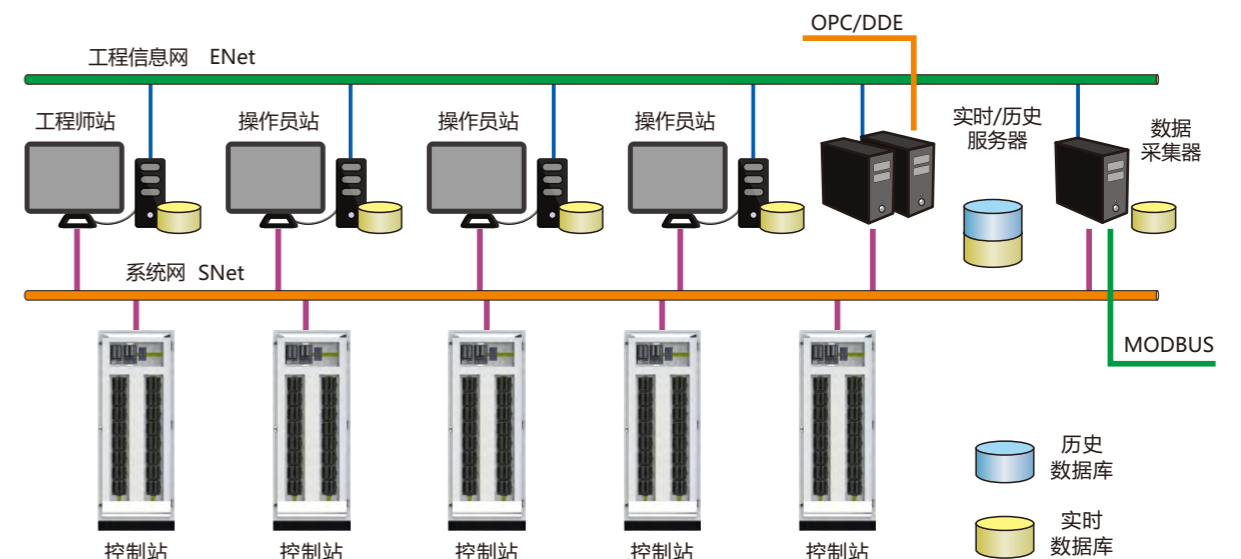 OPC/DDE
工程信息网 ENet
工程师站
操作员站
操作员站
操作员站
实时/历史
服务器
数据
采集器
系统网 SNet
MODBUS
历史
数据库
实时
数据库
控制站
控制站
控制站
控制站
控制站